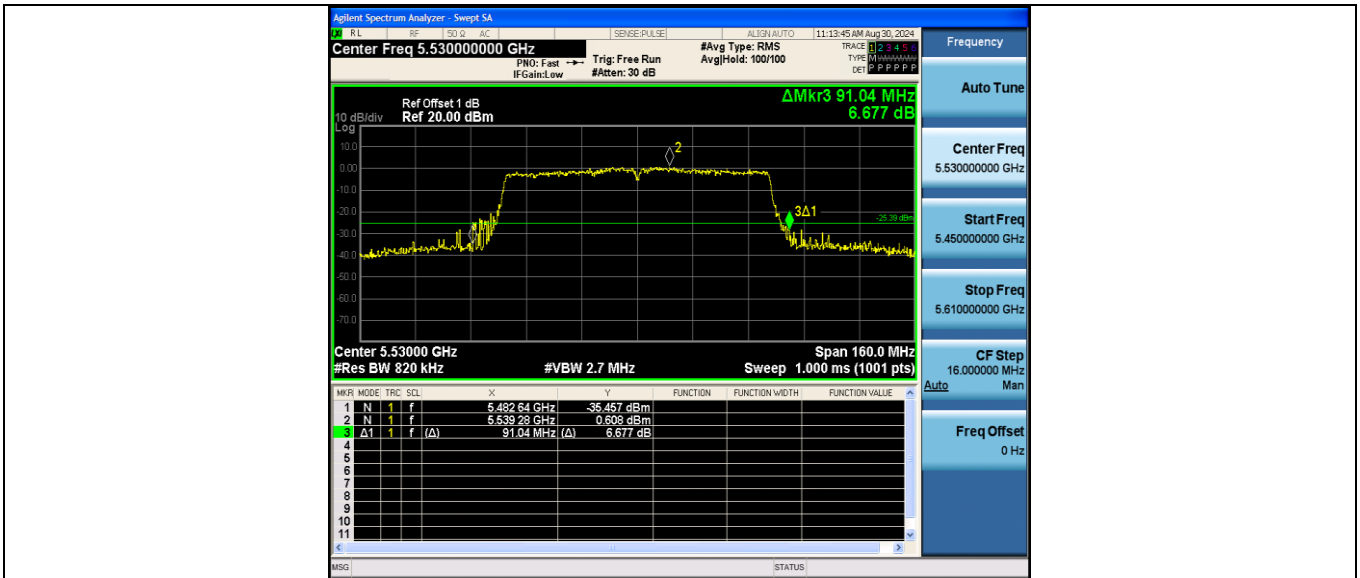 Agilent Spectrum Analyzer - Swept SA
RL RF 50 Ω AC SENSE:PULSE ALIGN AUTO 11:13:45 AM Aug 30, 2024
Center Freq 5.530000000 GHz
PNO: Fast
IFGain:Low
Trig: Free Run
#Atten: 30 dB
#Avg Type: RMS
Avg|Hold: 100/100
TRACE 1 2 3 4 5 6
TYPE M
DET P P P P P P
ΔMkr3 91.04 MHz
6.677 dB
Ref Offset 1 dB
10 dB/div Ref 20.00 dBm
Log
10.0
0.00
-10.0
-20.0
-30.0
-40.0
-50.0
-60.0
-70.0
2
3Δ1
-25.39 dBm
Center 5.53000 GHz Span 160.0 MHz
#Res BW 820 kHz #VBW 2.7 MHz Sweep 1.000 ms (1001 pts)
MKR MODE TRC SCL X Y FUNCTION FUNCTION WIDTH FUNCTION VALUE
1 N 1 f 5.482 64 GHz -35.457 dBm
2 N 1 f 5.539 28 GHz 0.608 dBm
3 Δ1 1 f (Δ) 91.04 MHz (Δ) 6.677 dB
4
5
6
7
8
9
10
11
MSG STATUS
Frequency
Auto Tune
Center Freq
5.530000000 GHz
Start Freq
5.450000000 GHz
Stop Freq
5.610000000 GHz
CF Step
16.000000 MHz
Auto Man
Freq Offset
0 Hz